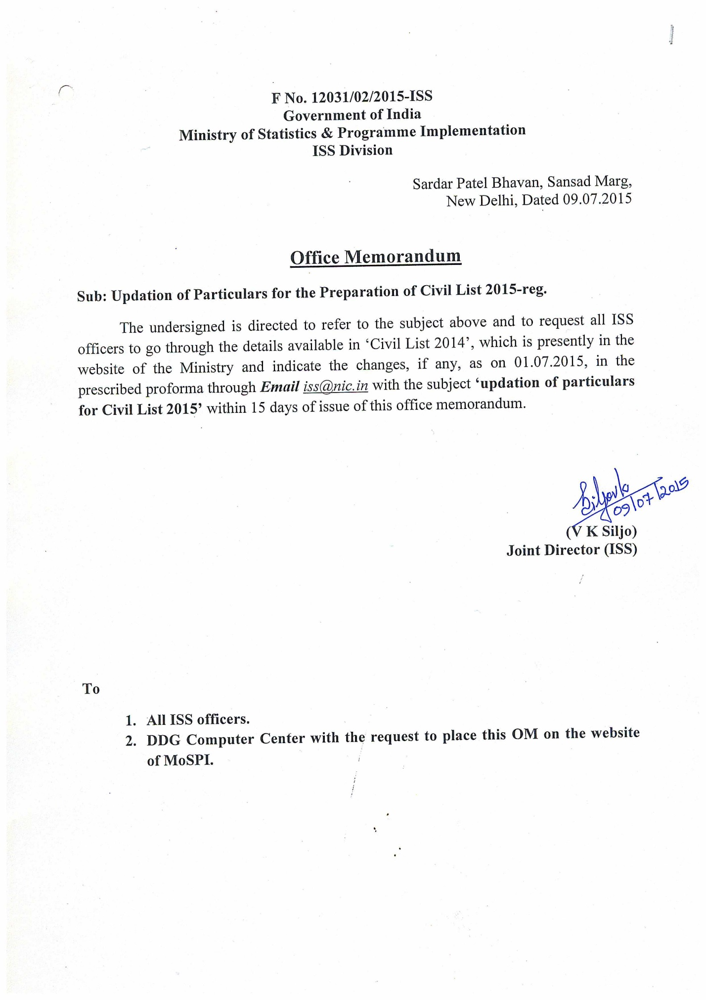 F No. 12031/02/2015-ISS
Government of India
Ministry of Statistics & Programme Implementation
ISS Division
Sardar Patel Bhavan, Sansad Marg,
New Delhi, Dated 09.07.2015
Office Memorandum
Sub: Updation of Particulars for the Preparation of Civil List 2015-reg.
The undersigned is directed to refer to the subject above and to request all ISS
officers to go through the details available in ‘Civil List 2014’, which is presently in the
website of the Ministry and indicate the changes, if any, as on 01.07.2015, in the
prescribed proforma through Email iss@nic.in with the subject ‘updation of particulars
for Civil List 2015’ within 15 days of issue of this office memorandum.
09/07/2015
(V K Siljo)
Joint Director (ISS)
To
1. All ISS officers.
2. DDG Computer Center with the request to place this OM on the website
of MoSPI.